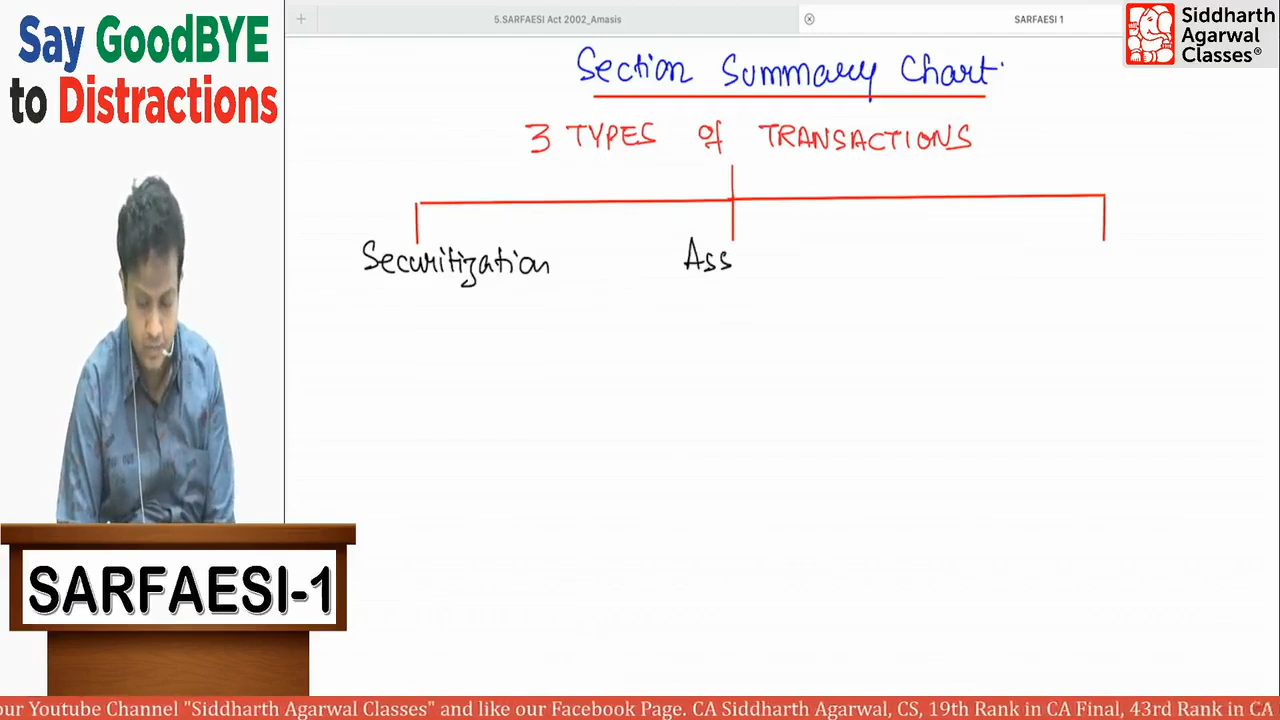 Say GoodBYE
to Distractions
5.SARFAESI Act 2002_Amasis
SARFAESI 1
Siddharth
Agarwal
Classes®
Section Summary Chart
3 TYPES of TRANSACTIONS
Securitization
Ass
SARFAESI-1
our Youtube Channel "Siddharth Agarwal Classes" and like our Facebook Page. CA Siddharth Agarwal, CS, 19th Rank in CA Final, 43rd Rank in CA